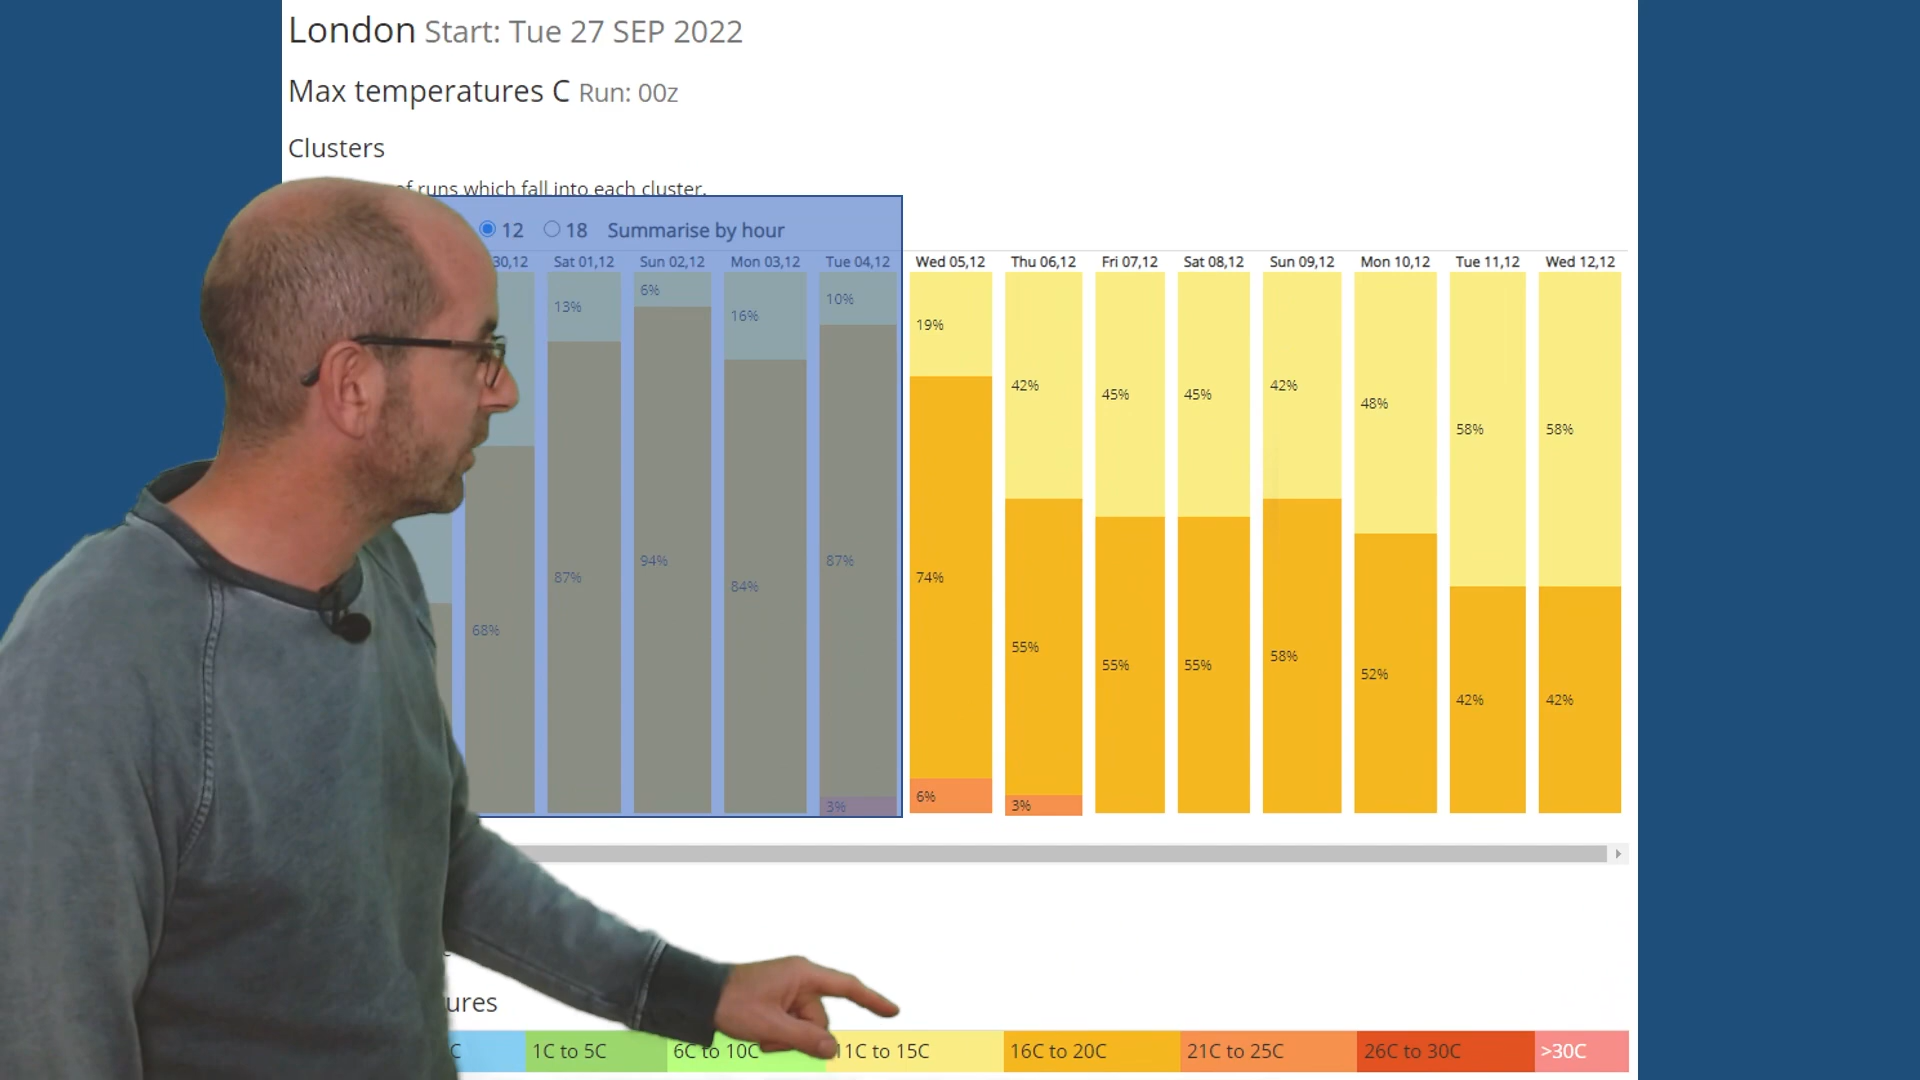 London Start: Tue 27 SEP 2022
Max temperatures C Run: 00z
Clusters
of runs which fall into each cluster.
12 18 Summarise by hour
30,12 Sat 01,12 Sun 02,12 Mon 03,12 Tue 04,12 Wed 05,12 Thu 06,12 Fri 07,12 Sat 08,12 Sun 09,12 Mon 10,12 Tue 11,12 Wed 12,12
13% 6% 16% 10% 19% 42% 45% 45% 42% 48% 58% 58%
68% 87% 94% 84% 87% 74% 55% 55% 55% 58% 52% 42% 42%
3% 6% 3%
ures
C 1C to 5C 6C to 10C 11C to 15C 16C to 20C 21C to 25C 26C to 30C >30C